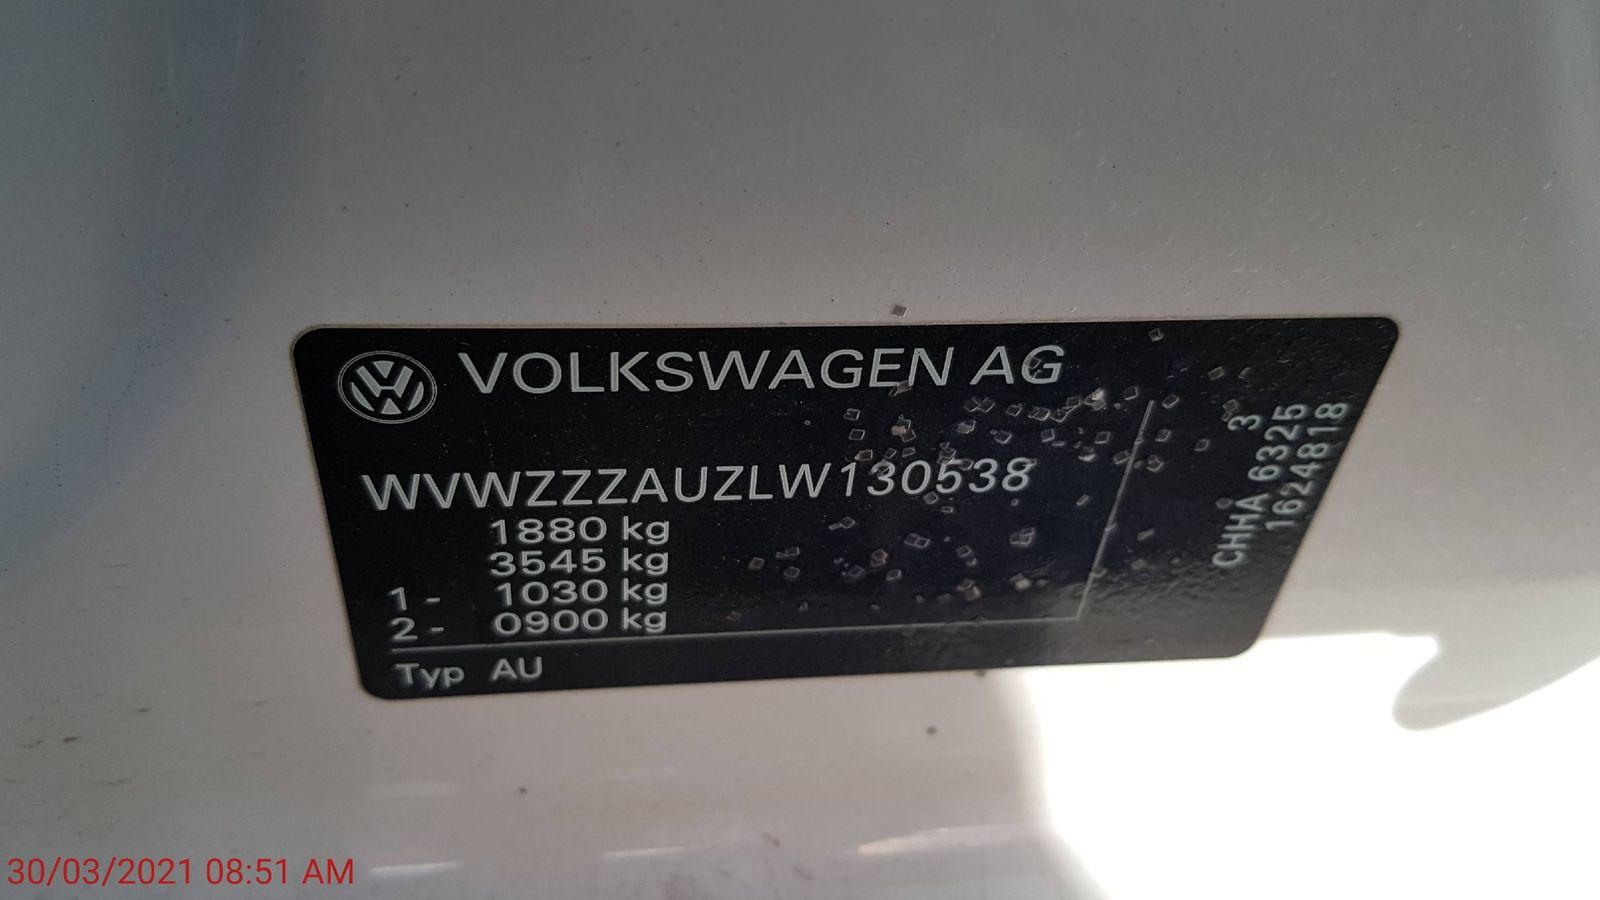 VOLKSWAGEN AG
WVWZZZAUZLW130538
1880 kg
3545 kg
1 - 1030 kg
2 - 0900 kg
Typ AU
3
CHHA 6325
1624818
30/03/2021 08:51 AM